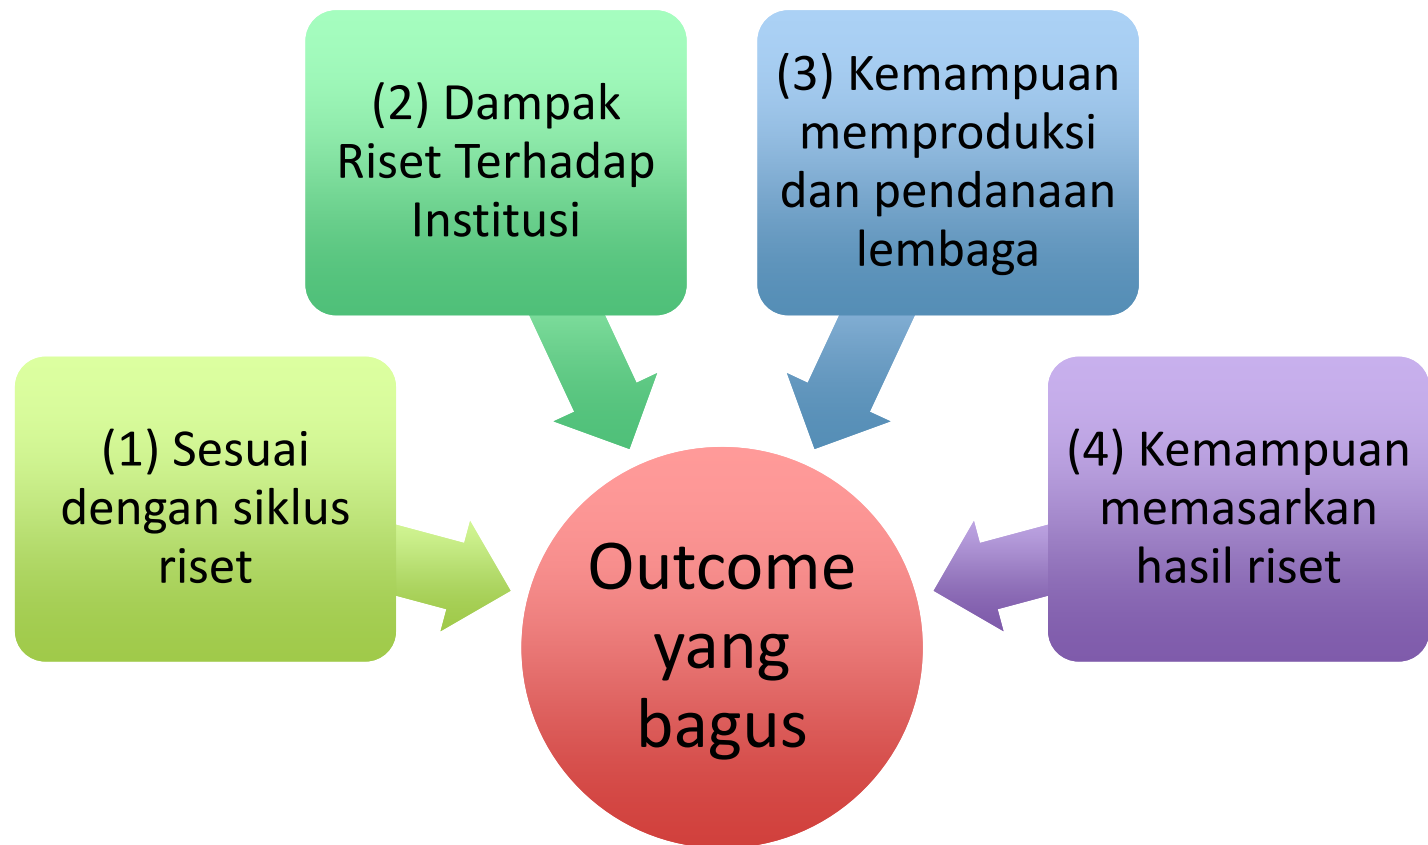 (1) Sesuai
dengan siklus
riset
(2) Dampak
Riset Terhadap
Institusi
(3) Kemampuan
memproduksi
dan pendanaan
lembaga
(4) Kemampuan
memasarkan
hasil riset
Outcome
yang
bagus